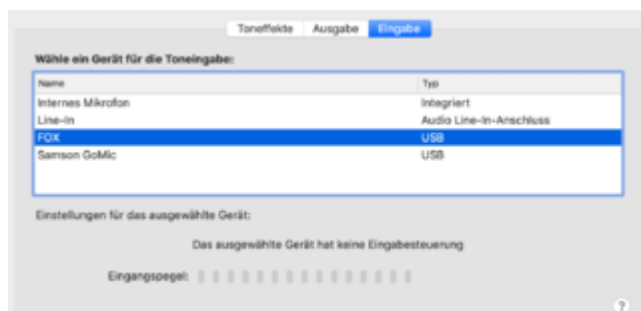 Toneffekte Ausgabe Eingabe
Wähle ein Gerät für die Toneingabe:
Name Typ
Internes Mikrofon Integriert
Line-In Audio Line-In-Anschluss
FOX USB
Samson GoMic USB
Einstellungen für das ausgewählte Gerät:
Das ausgewählte Gerät hat keine Eingabesteuerung
Eingangspegel:
?